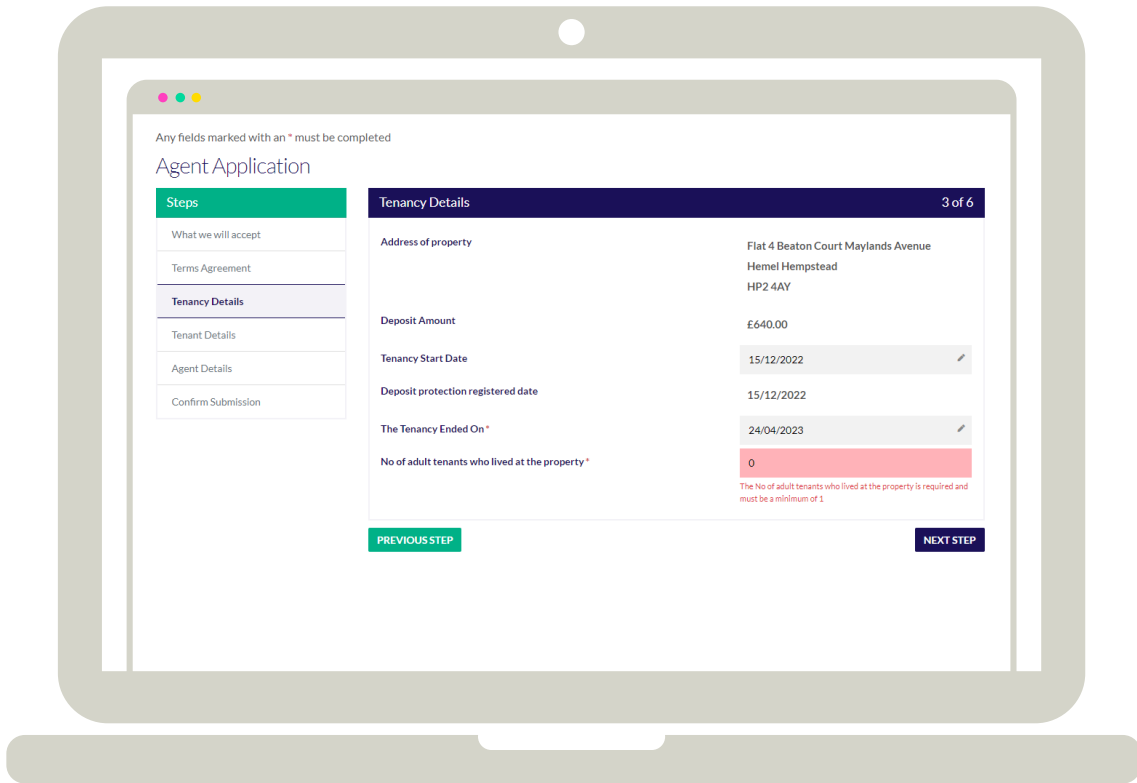 Any fields marked with an * must be completed
Agent Application
Steps
What we will accept
Terms Agreement
Tenancy Details
Tenant Details
Agent Details
Confirm Submission
Tenancy Details 3 of 6
Address of property
Flat 4 Beaton Court Maylands Avenue
Hemel Hempstead
HP2 4AY
Deposit Amount £640.00
Tenancy Start Date 15/12/2022
Deposit protection registered date 15/12/2022
The Tenancy Ended On * 24/04/2023
No of adult tenants who lived at the property * 0
The No of adult tenants who lived at the property is required and
must be a minimum of 1
PREVIOUS STEP NEXT STEP